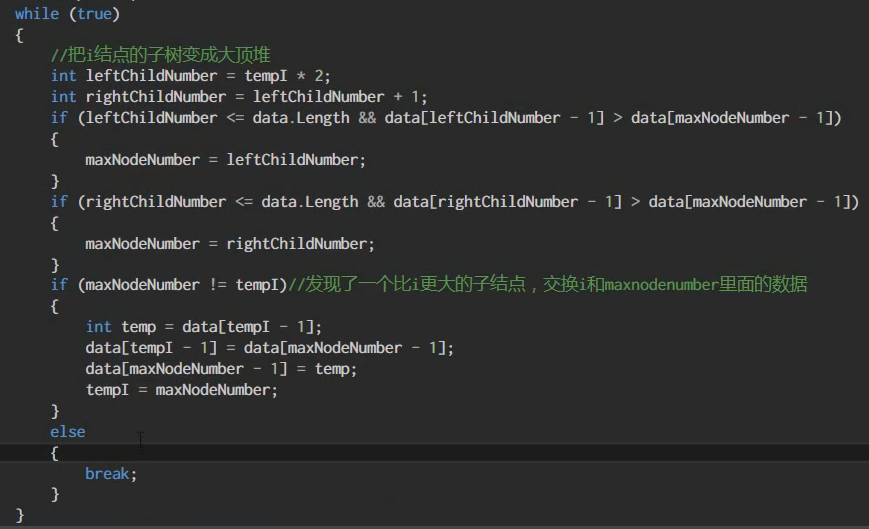 while (true)
{
//把i结点的子树变成大顶堆
int leftChildNumber = tempI * 2;
int rightChildNumber = leftChildNumber + 1;
if (leftChildNumber <= data.Length && data[leftChildNumber - 1] > data[maxNodeNumber - 1])
{
maxNodeNumber = leftChildNumber;
}
if (rightChildNumber <= data.Length && data[rightChildNumber - 1] > data[maxNodeNumber - 1])
{
maxNodeNumber = rightChildNumber;
}
if (maxNodeNumber != tempI)//发现了一个比i更大的子结点，交换i和maxnodenumber里面的数据
{
int temp = data[tempI - 1];
data[tempI - 1] = data[maxNodeNumber - 1];
data[maxNodeNumber - 1] = temp;
tempI = maxNodeNumber;
}
else
{
break;
}
}